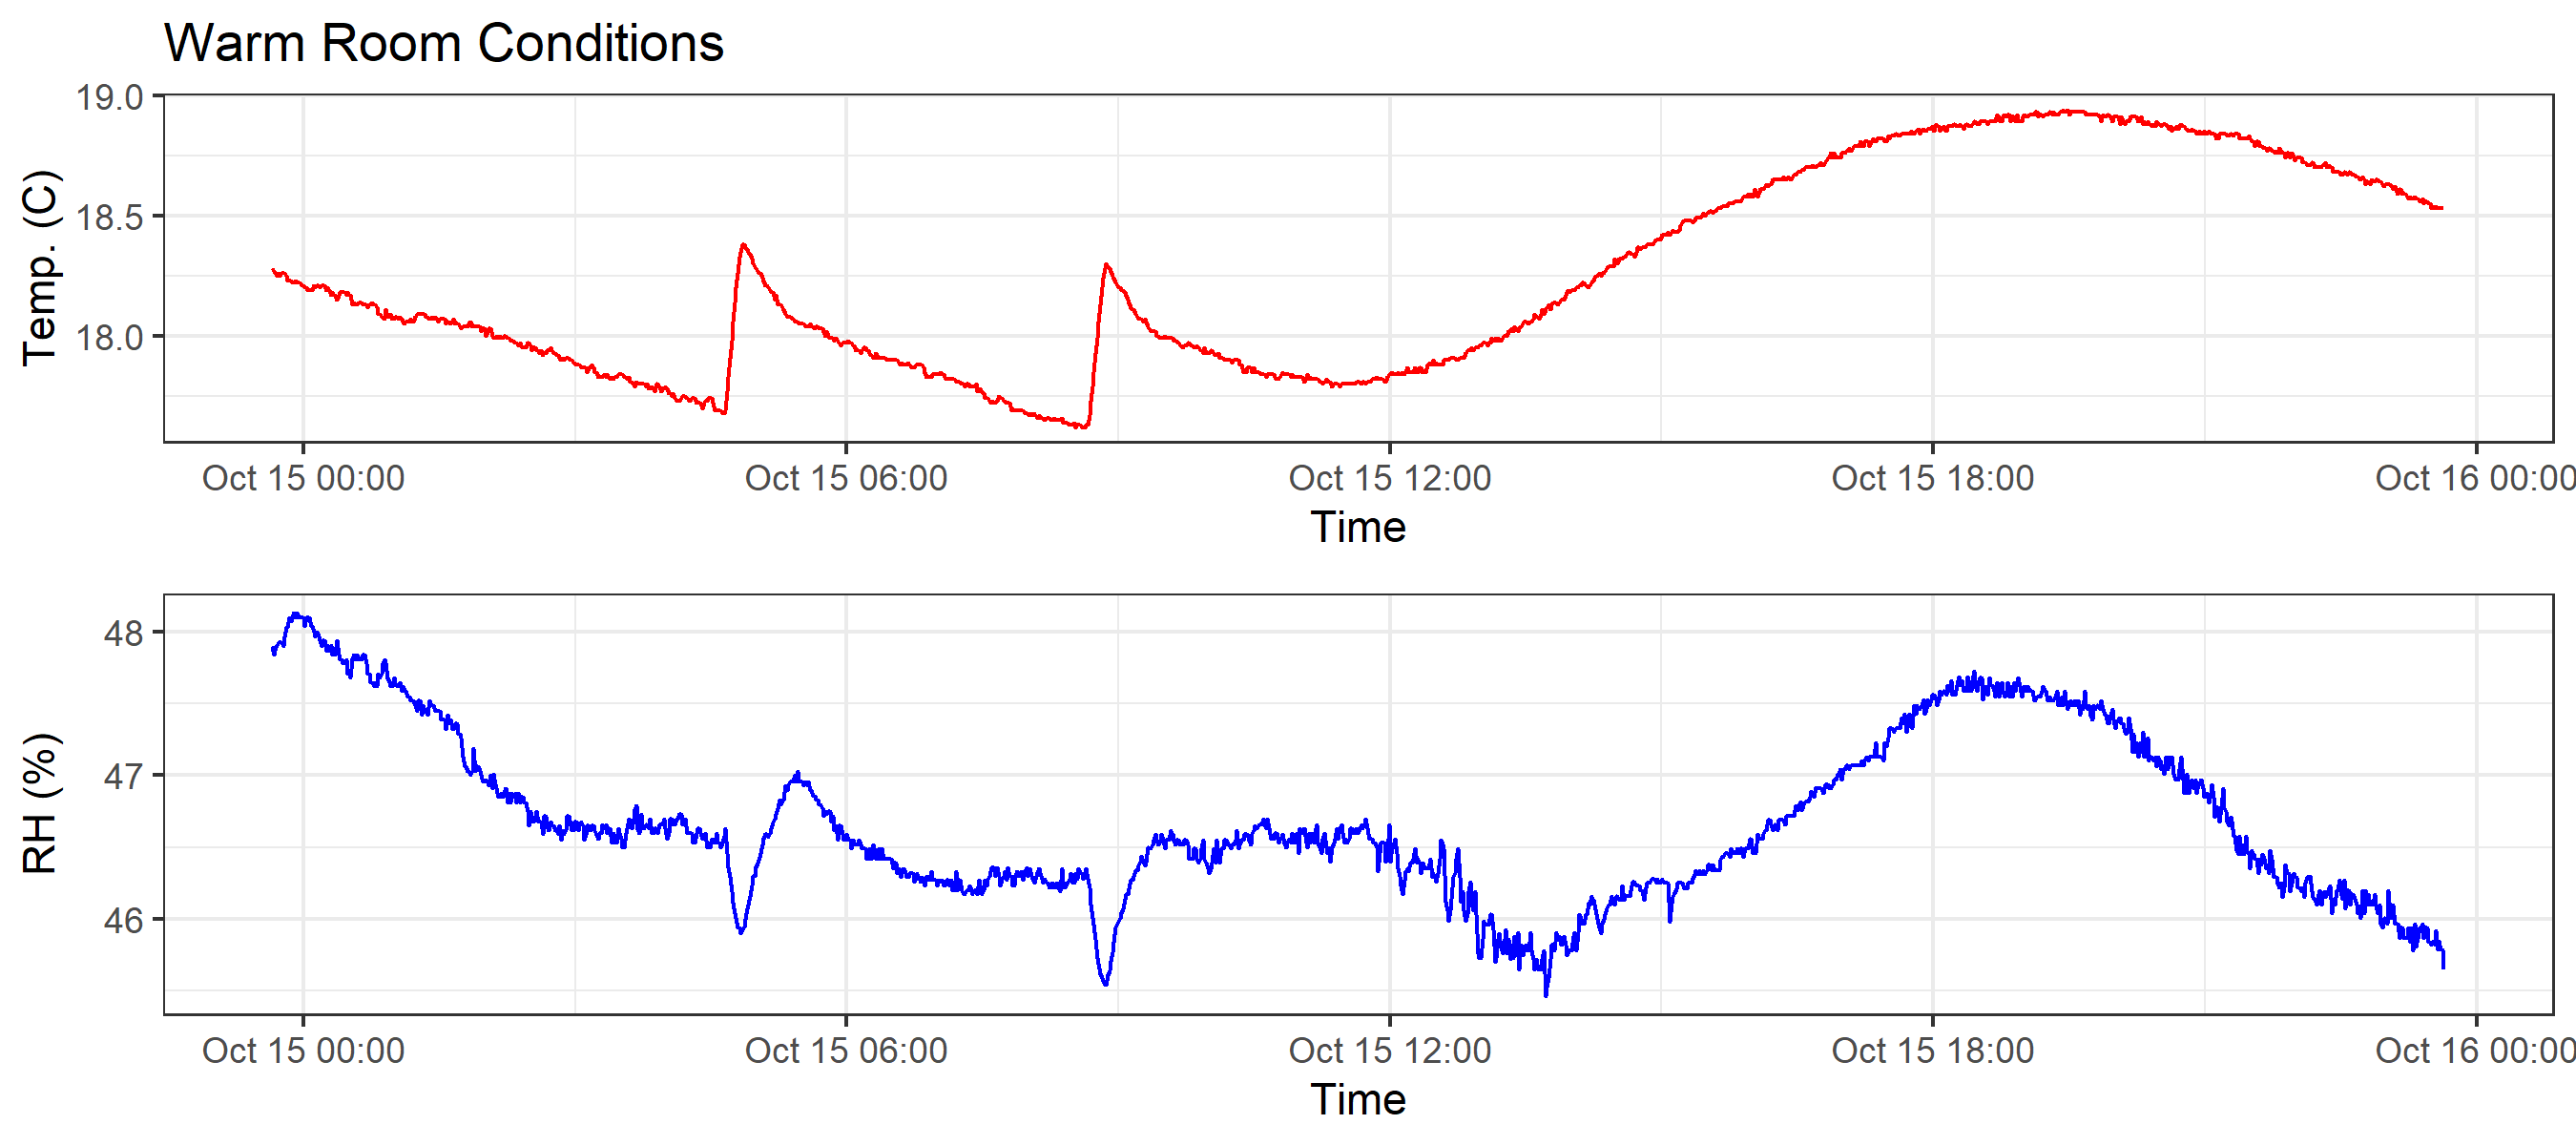 Warm Room Conditions
Temp. (C)
19.0
18.5
18.0
Oct 15 00:00 Oct 15 06:00 Oct 15 12:00 Oct 15 18:00 Oct 16 00:00
Time
RH (%)
48
47
46
Oct 15 00:00 Oct 15 06:00 Oct 15 12:00 Oct 15 18:00 Oct 16 00:00
Time